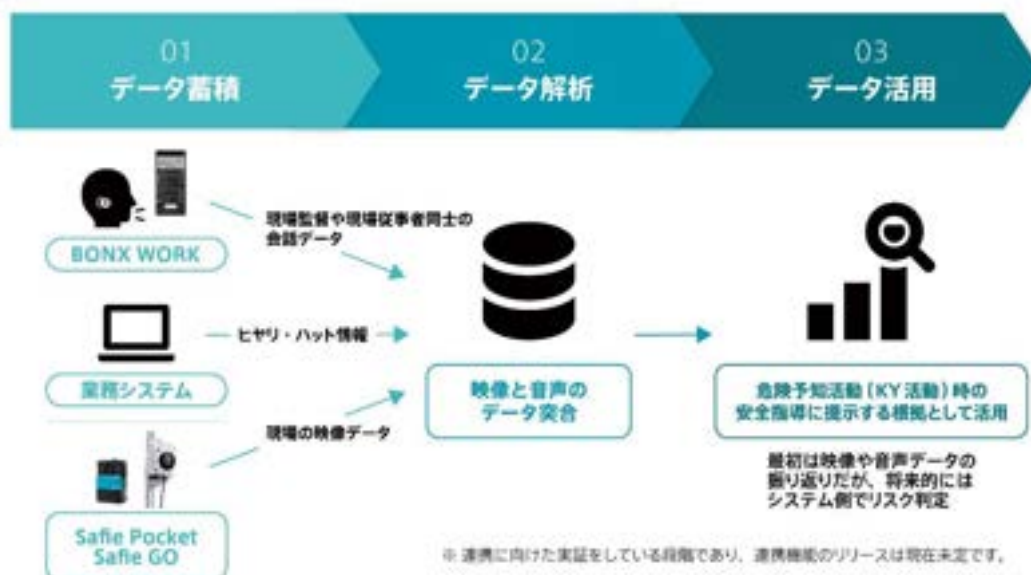 01
データ蓄積
02
データ解析
03
データ活用
BONX WORK
現場監督や現場従事者同士の
会話データ
業務システム
ヒヤリ・ハット情報
Safie Pocket
Safie GO
現場の映像データ
映像と音声の
データ突合
危険予知活動(KY活動)時の
安全指導に提示する根拠として活用
最初は映像や音声データの
振り返りだが、将来的には
システム側でリスク判定
※ 連携に向けた実証をしている段階であり、連携機能のリリースは現在未定です。